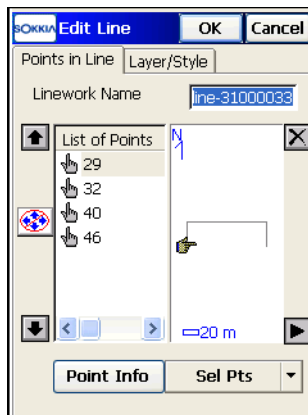 SOKKIA Edit Line OK Cancel
Points in Line Layer/Style
Linework Name line-31000033
List of Points N
29
32
40
46
20 m
Point Info Sel Pts